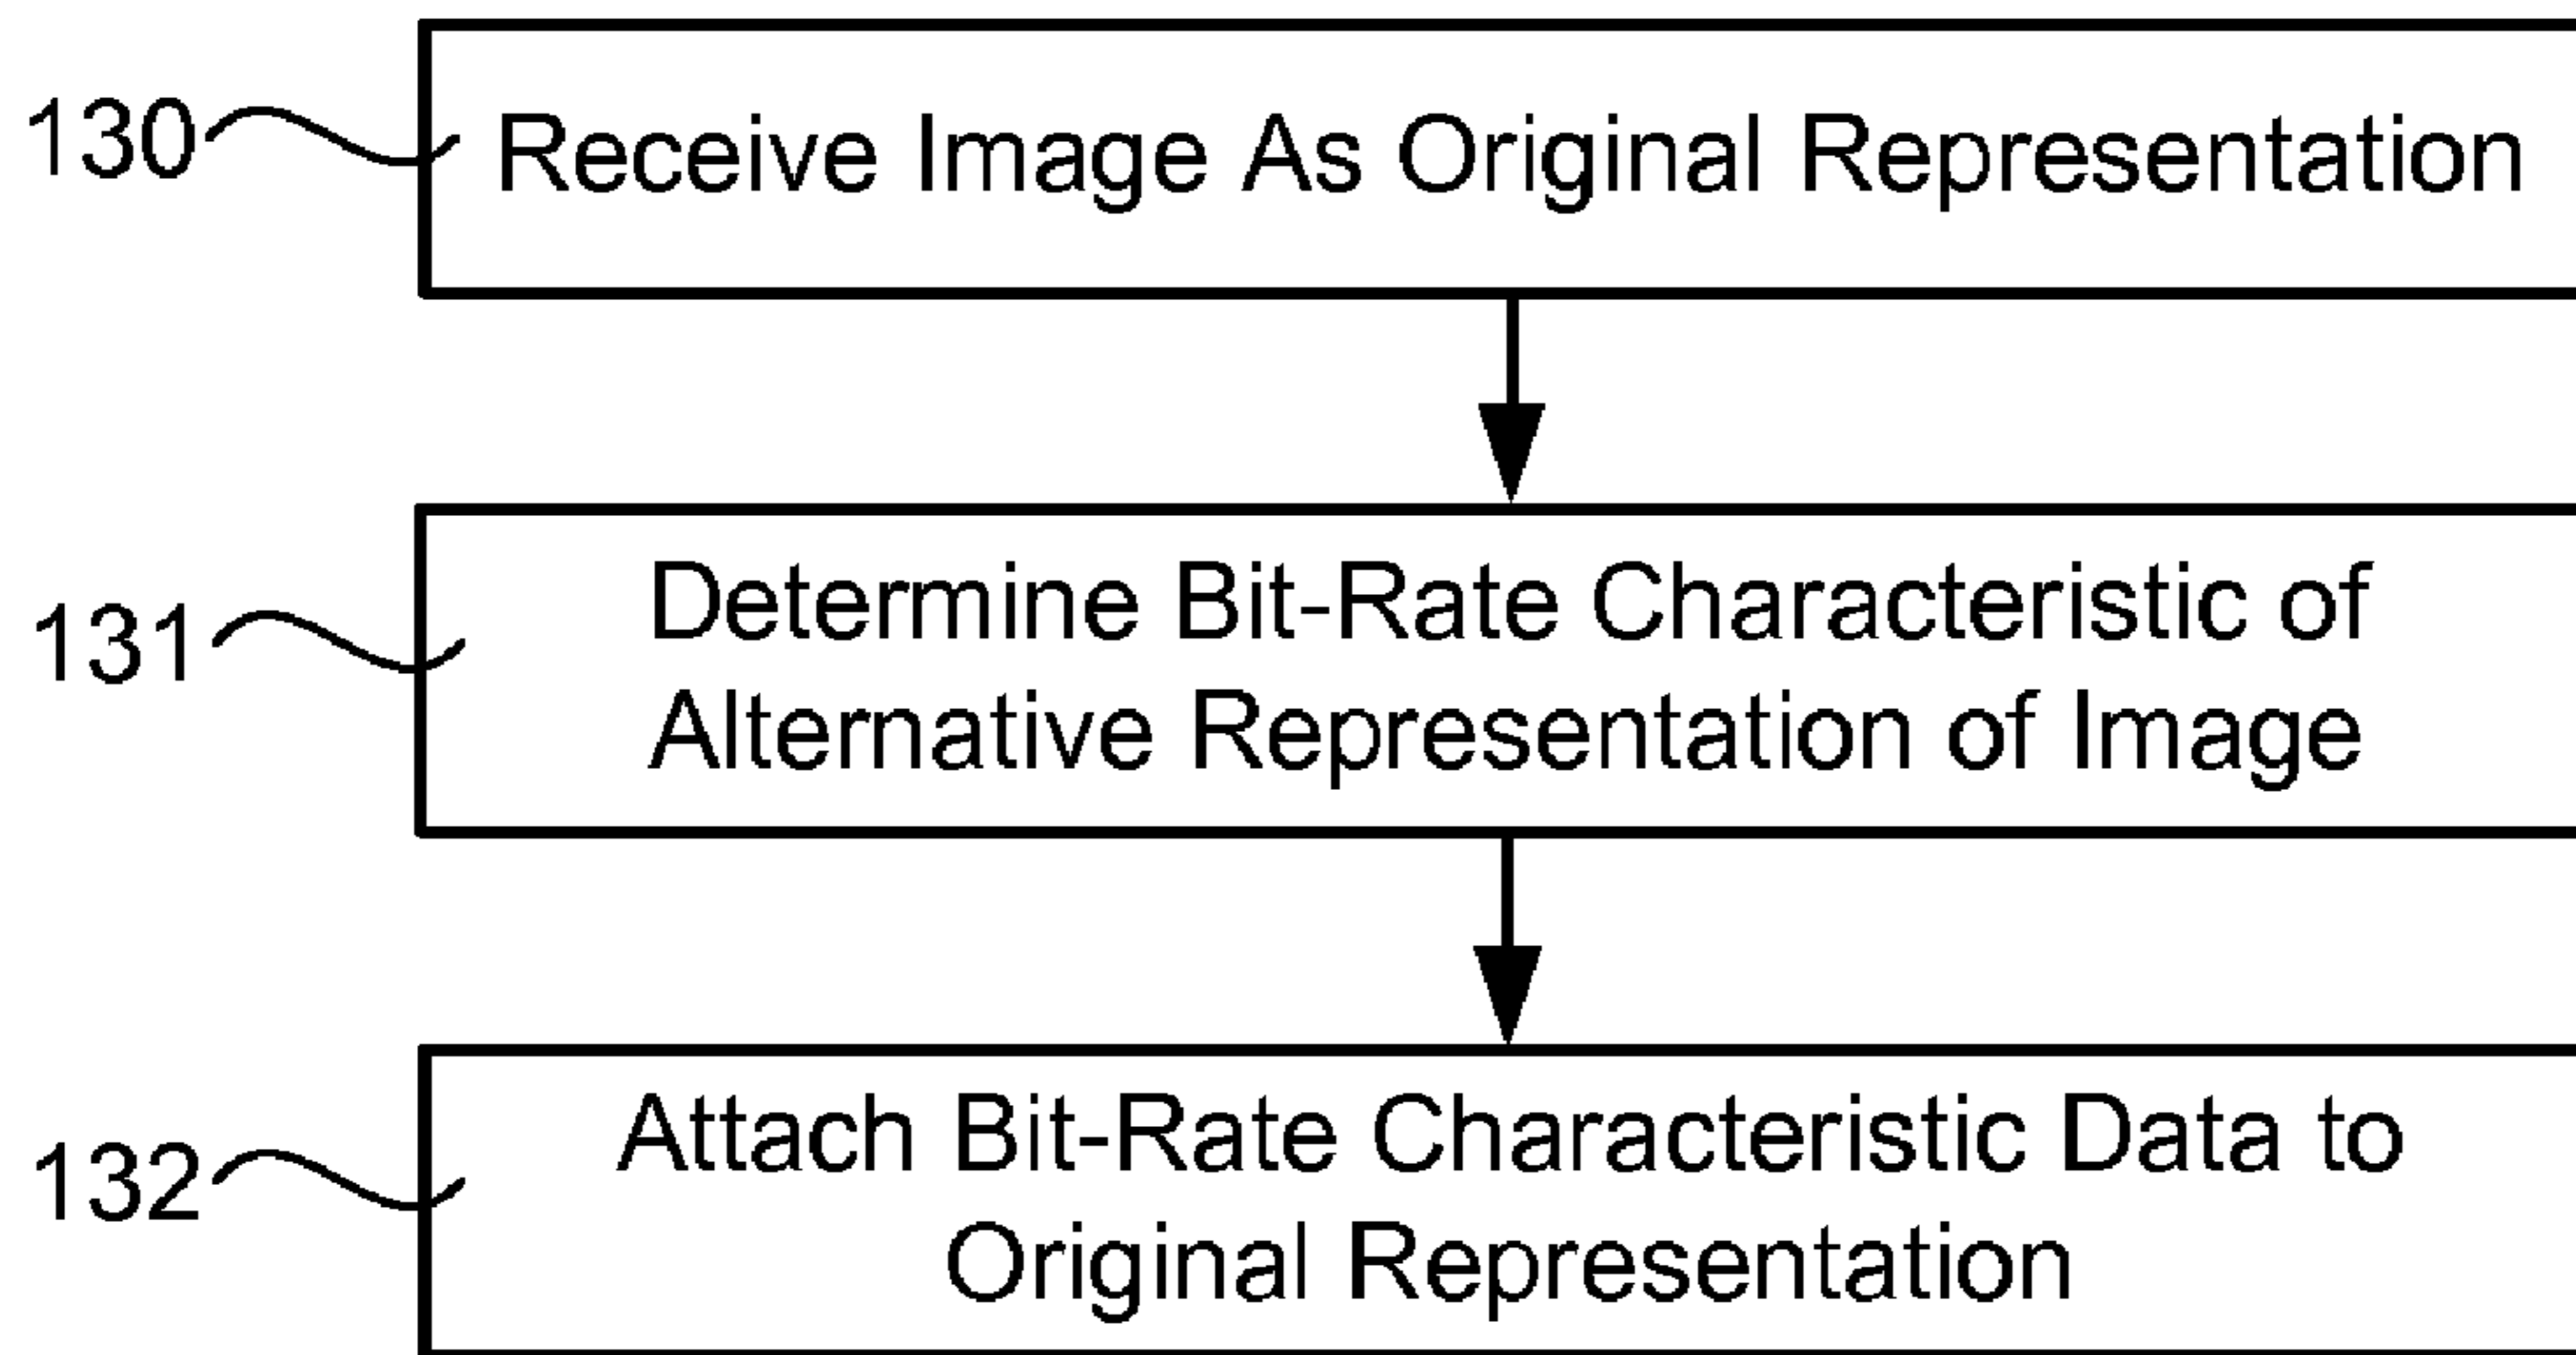 130
Receive Image As Original Representation
131
Determine Bit-Rate Characteristic of
Alternative Representation of Image
132
Attach Bit-Rate Characteristic Data to
Original Representation